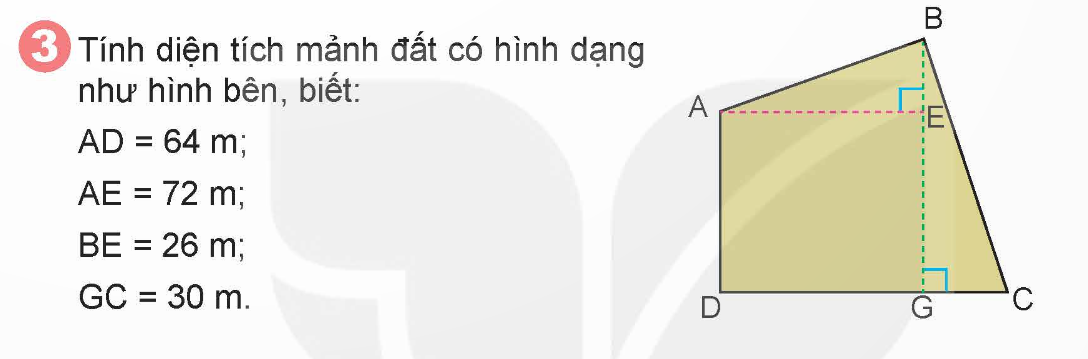 3 Tính diện tích mảnh đất có hình dạng
như hình bên, biết:
AD = 64 m;
AE = 72 m;
BE = 26 m;
GC = 30 m.
B
A
E
D
G
C